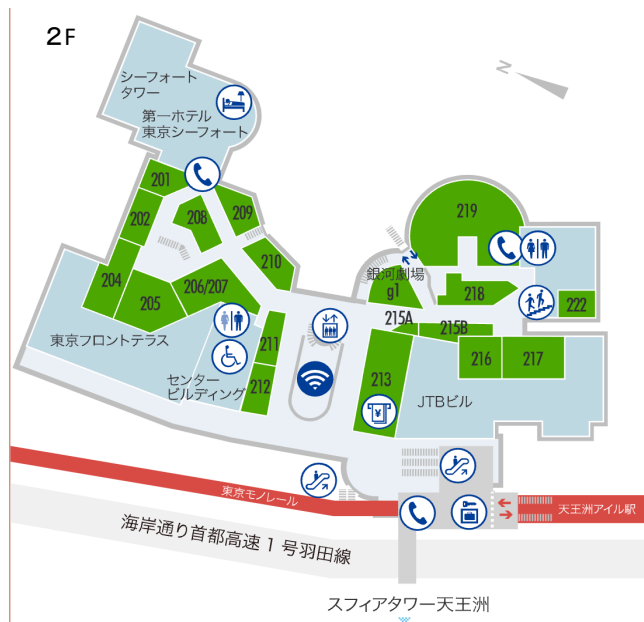 2F
N
シーフォート
タワー
第一ホテル
東京シーフォート
201
202
208
209
219
204
205
206/207
210
銀河劇場
g1
218
222
215A
215B
211
212
213
216
217
東京フロントテラス
センター
ビルディング
¥
JTBビル
東京モノレール
天王洲アイル駅
海岸通り首都高速1号羽田線
スフィアタワー天王洲